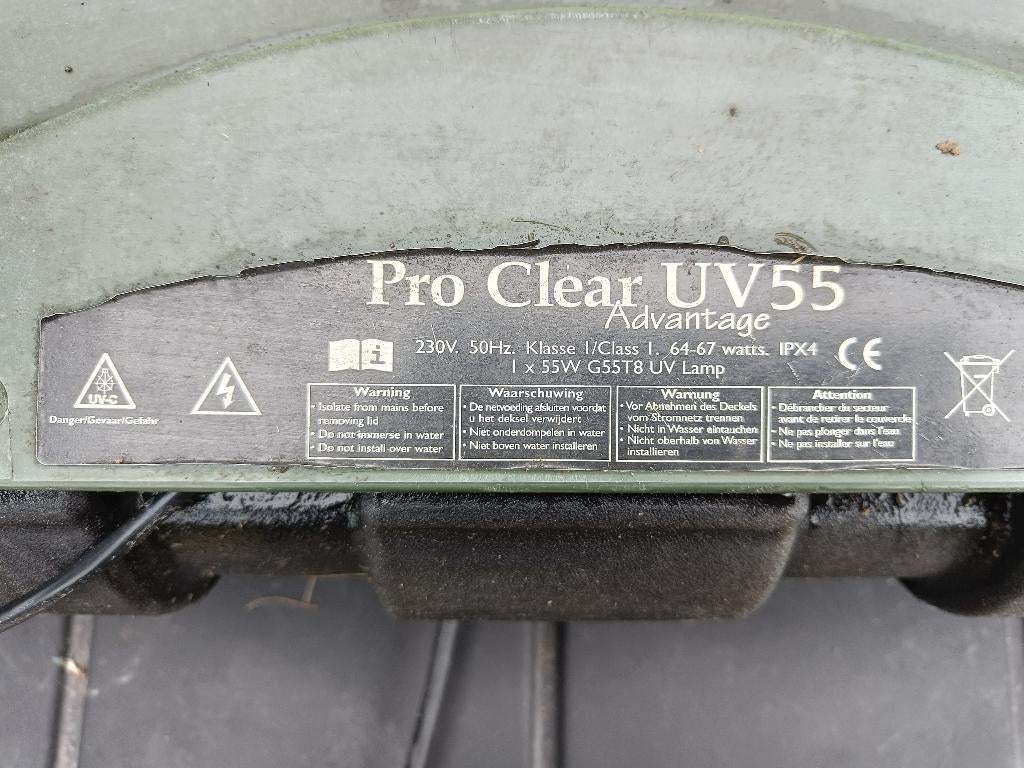 Pro Clear UV55
Advantage
230V. 50Hz. Klasse 1/Class 1. 64-67 watts. IPX4 CE
1 x 55W G55T8 UV Lamp
i
UV-C
Danger/Gevaar/Gefahr
Warning
• Isolate from mains before
removing lid
• Do not immerse in water
• Do not install over water
Waarschuwing
• De netvoeding afsluiten voordat
u het deksel verwijdert
• Niet onderdompelen in water
• Niet boven water installeren
Warnung
• Vor Abnehmen des Deckels
vom Stromnetz trennen
• Nicht in Wasser eintauchen
• Nicht oberhalb von Wasser
installieren
Attention
• Débrancher du secteur
avant de retirer le couvercle
• Ne pas plonger dans l'eau
• Ne pas installer sur l'eau